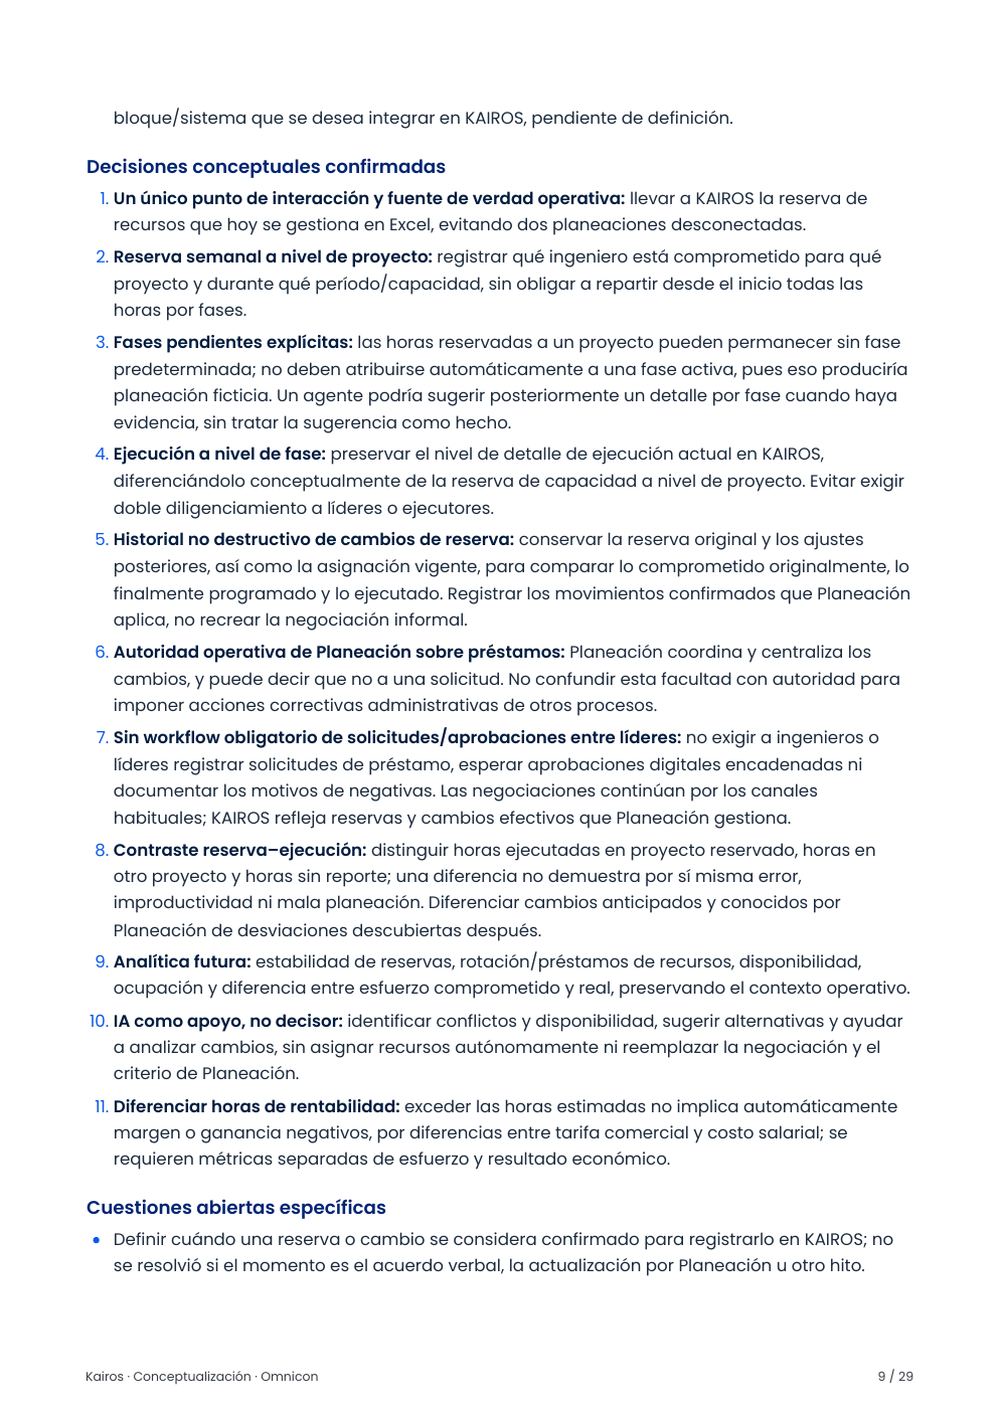 bloque/sistema que se desea integrar en KAIROS, pendiente de definición.
Decisiones conceptuales confirmadas
1. Un único punto de interacción y fuente de verdad operativa: llevar a KAIROS la reserva de
recursos que hoy se gestiona en Excel, evitando dos planeaciones desconectadas.
2. Reserva semanal a nivel de proyecto: registrar qué ingeniero está comprometido para qué
proyecto y durante qué período/capacidad, sin obligar a repartir desde el inicio todas las
horas por fases.
3. Fases pendientes explícitas: las horas reservadas a un proyecto pueden permanecer sin fase
predeterminada; no deben atribuirse automáticamente a una fase activa, pues eso produciría
planeación ficticia. Un agente podría sugerir posteriormente un detalle por fase cuando haya
evidencia, sin tratar la sugerencia como hecho.
4. Ejecución a nivel de fase: preservar el nivel de detalle de ejecución actual en KAIROS,
diferenciándolo conceptualmente de la reserva de capacidad a nivel de proyecto. Evitar exigir
doble diligenciamiento a líderes o ejecutores.
5. Historial no destructivo de cambios de reserva: conservar la reserva original y los ajustes
posteriores, así como la asignación vigente, para comparar lo comprometido originalmente, lo
finalmente programado y lo ejecutado. Registrar los movimientos confirmados que Planeación
aplica, no recrear la negociación informal.
6. Autoridad operativa de Planeación sobre préstamos: Planeación coordina y centraliza los
cambios, y puede decir que no a una solicitud. No confundir esta facultad con autoridad para
imponer acciones correctivas administrativas de otros procesos.
7. Sin workflow obligatorio de solicitudes/aprobaciones entre líderes: no exigir a ingenieros o
líderes registrar solicitudes de préstamo, esperar aprobaciones digitales encadenadas ni
documentar los motivos de negativas. Las negociaciones continúan por los canales
habituales; KAIROS refleja reservas y cambios efectivos que Planeación gestiona.
8. Contraste reserva–ejecución: distinguir horas ejecutadas en proyecto reservado, horas en
otro proyecto y horas sin reporte; una diferencia no demuestra por sí misma error,
improductividad ni mala planeación. Diferenciar cambios anticipados y conocidos por
Planeación de desviaciones descubiertas después.
9. Analítica futura: estabilidad de reservas, rotación/préstamos de recursos, disponibilidad,
ocupación y diferencia entre esfuerzo comprometido y real, preservando el contexto operativo.
10. IA como apoyo, no decisor: identificar conflictos y disponibilidad, sugerir alternativas y ayudar
a analizar cambios, sin asignar recursos autónomamente ni reemplazar la negociación y el
criterio de Planeación.
11. Diferenciar horas de rentabilidad: exceder las horas estimadas no implica automáticamente
margen o ganancia negativos, por diferencias entre tarifa comercial y costo salarial; se
requieren métricas separadas de esfuerzo y resultado económico.
Cuestiones abiertas específicas
• Definir cuándo una reserva o cambio se considera confirmado para registrarlo en KAIROS; no
se resolvió si el momento es el acuerdo verbal, la actualización por Planeación u otro hito.
Kairos · Conceptualización · Omnicon
9 / 29